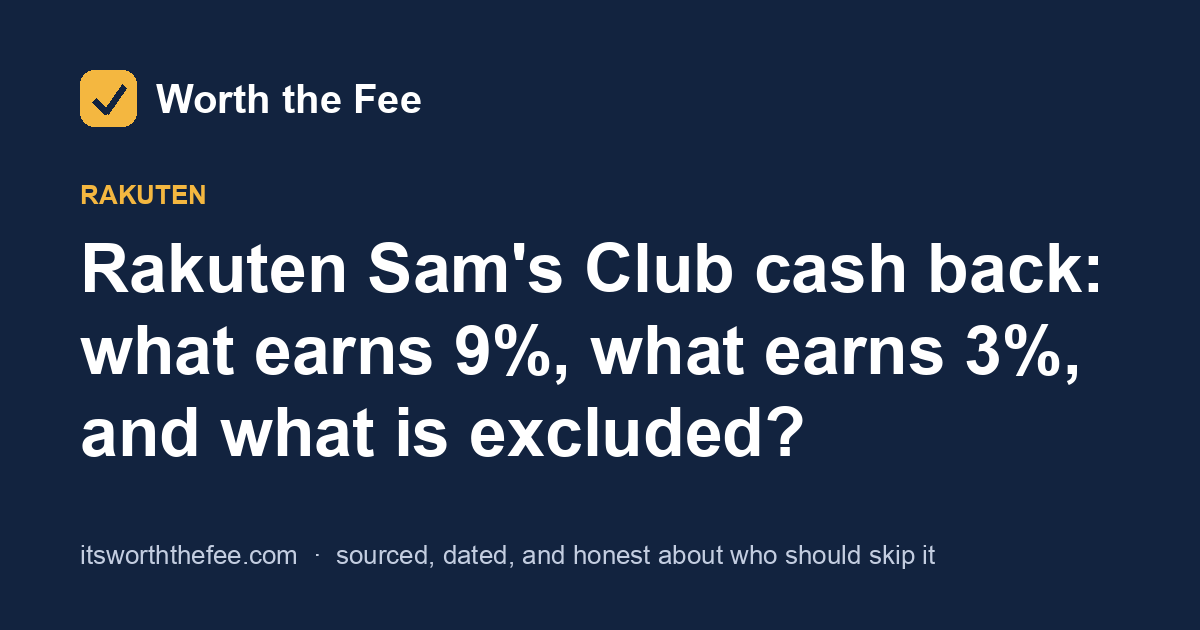 Worth the Fee
RAKUTEN
Rakuten Sam's Club cash back:
what earns 9%, what earns 3%,
and what is excluded?
itsworththefee.com · sourced, dated, and honest about who should skip it